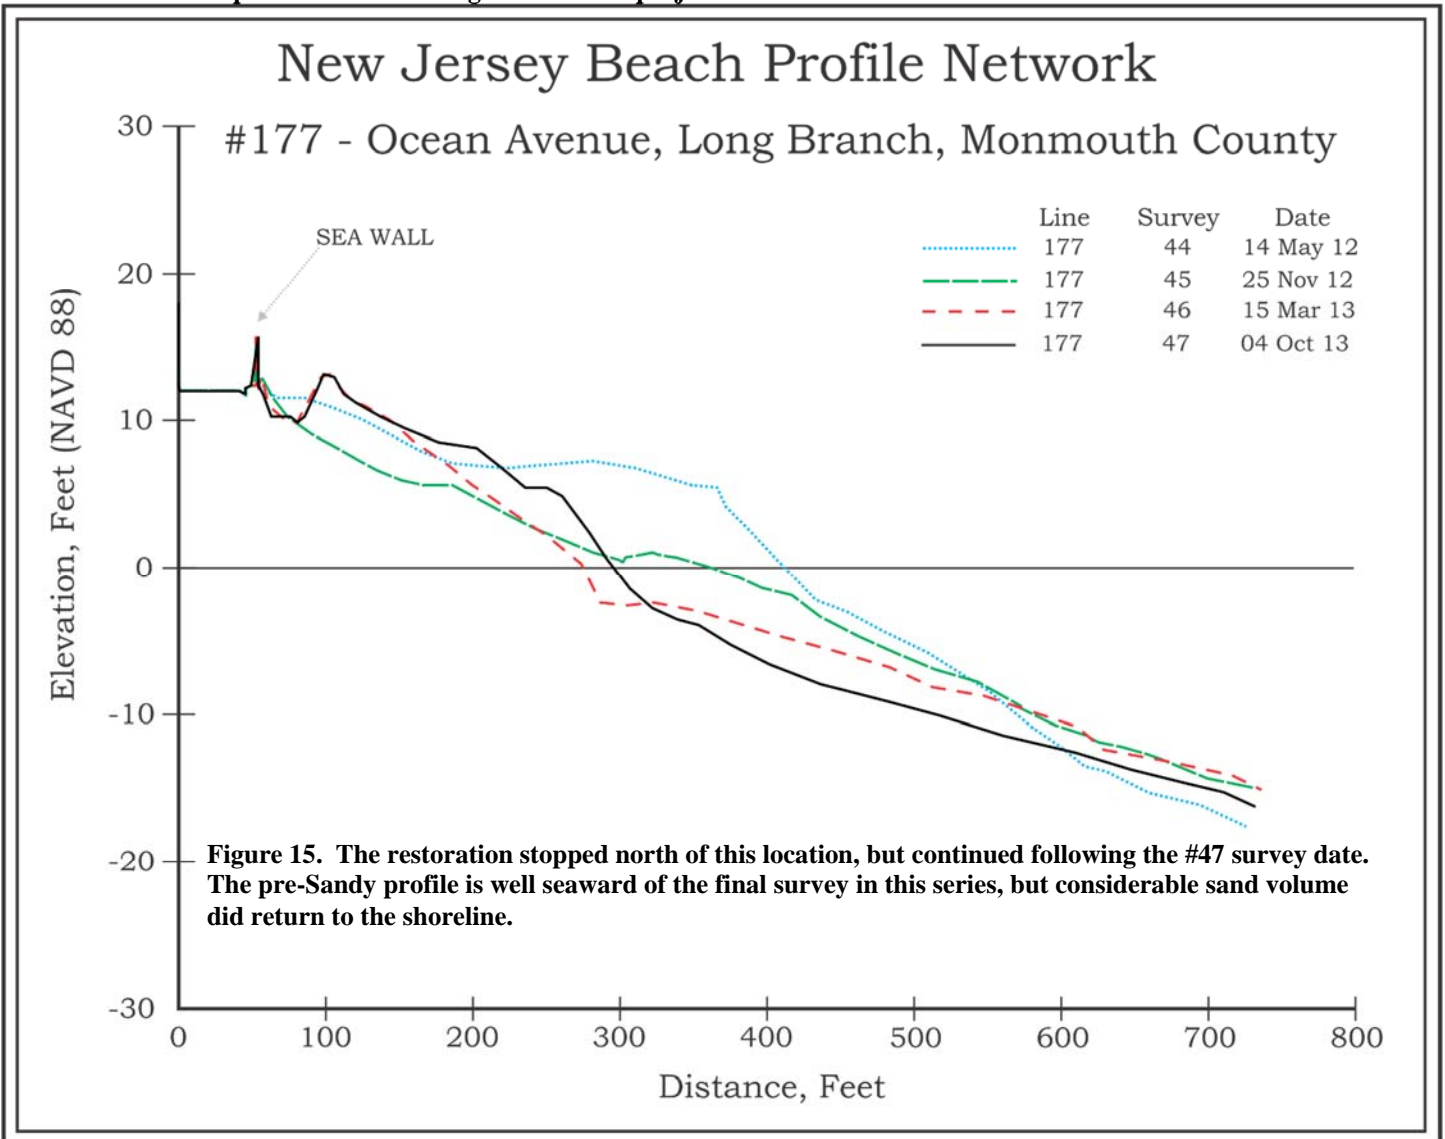 New Jersey Beach Profile Network
#177 - Ocean Avenue, Long Branch, Monmouth County
Line Survey Date
177 44 14 May 12
177 45 25 Nov 12
177 46 15 Mar 13
177 47 04 Oct 13
SEA WALL
Elevation, Feet (NAVD 88)
30
20
10
0
-10
-20
-30
Figure 15. The restoration stopped north of this location, but continued following the #47 survey date.
The pre-Sandy profile is well seaward of the final survey in this series, but considerable sand volume
did return to the shoreline.
0 100 200 300 400 500 600 700 800
Distance, Feet